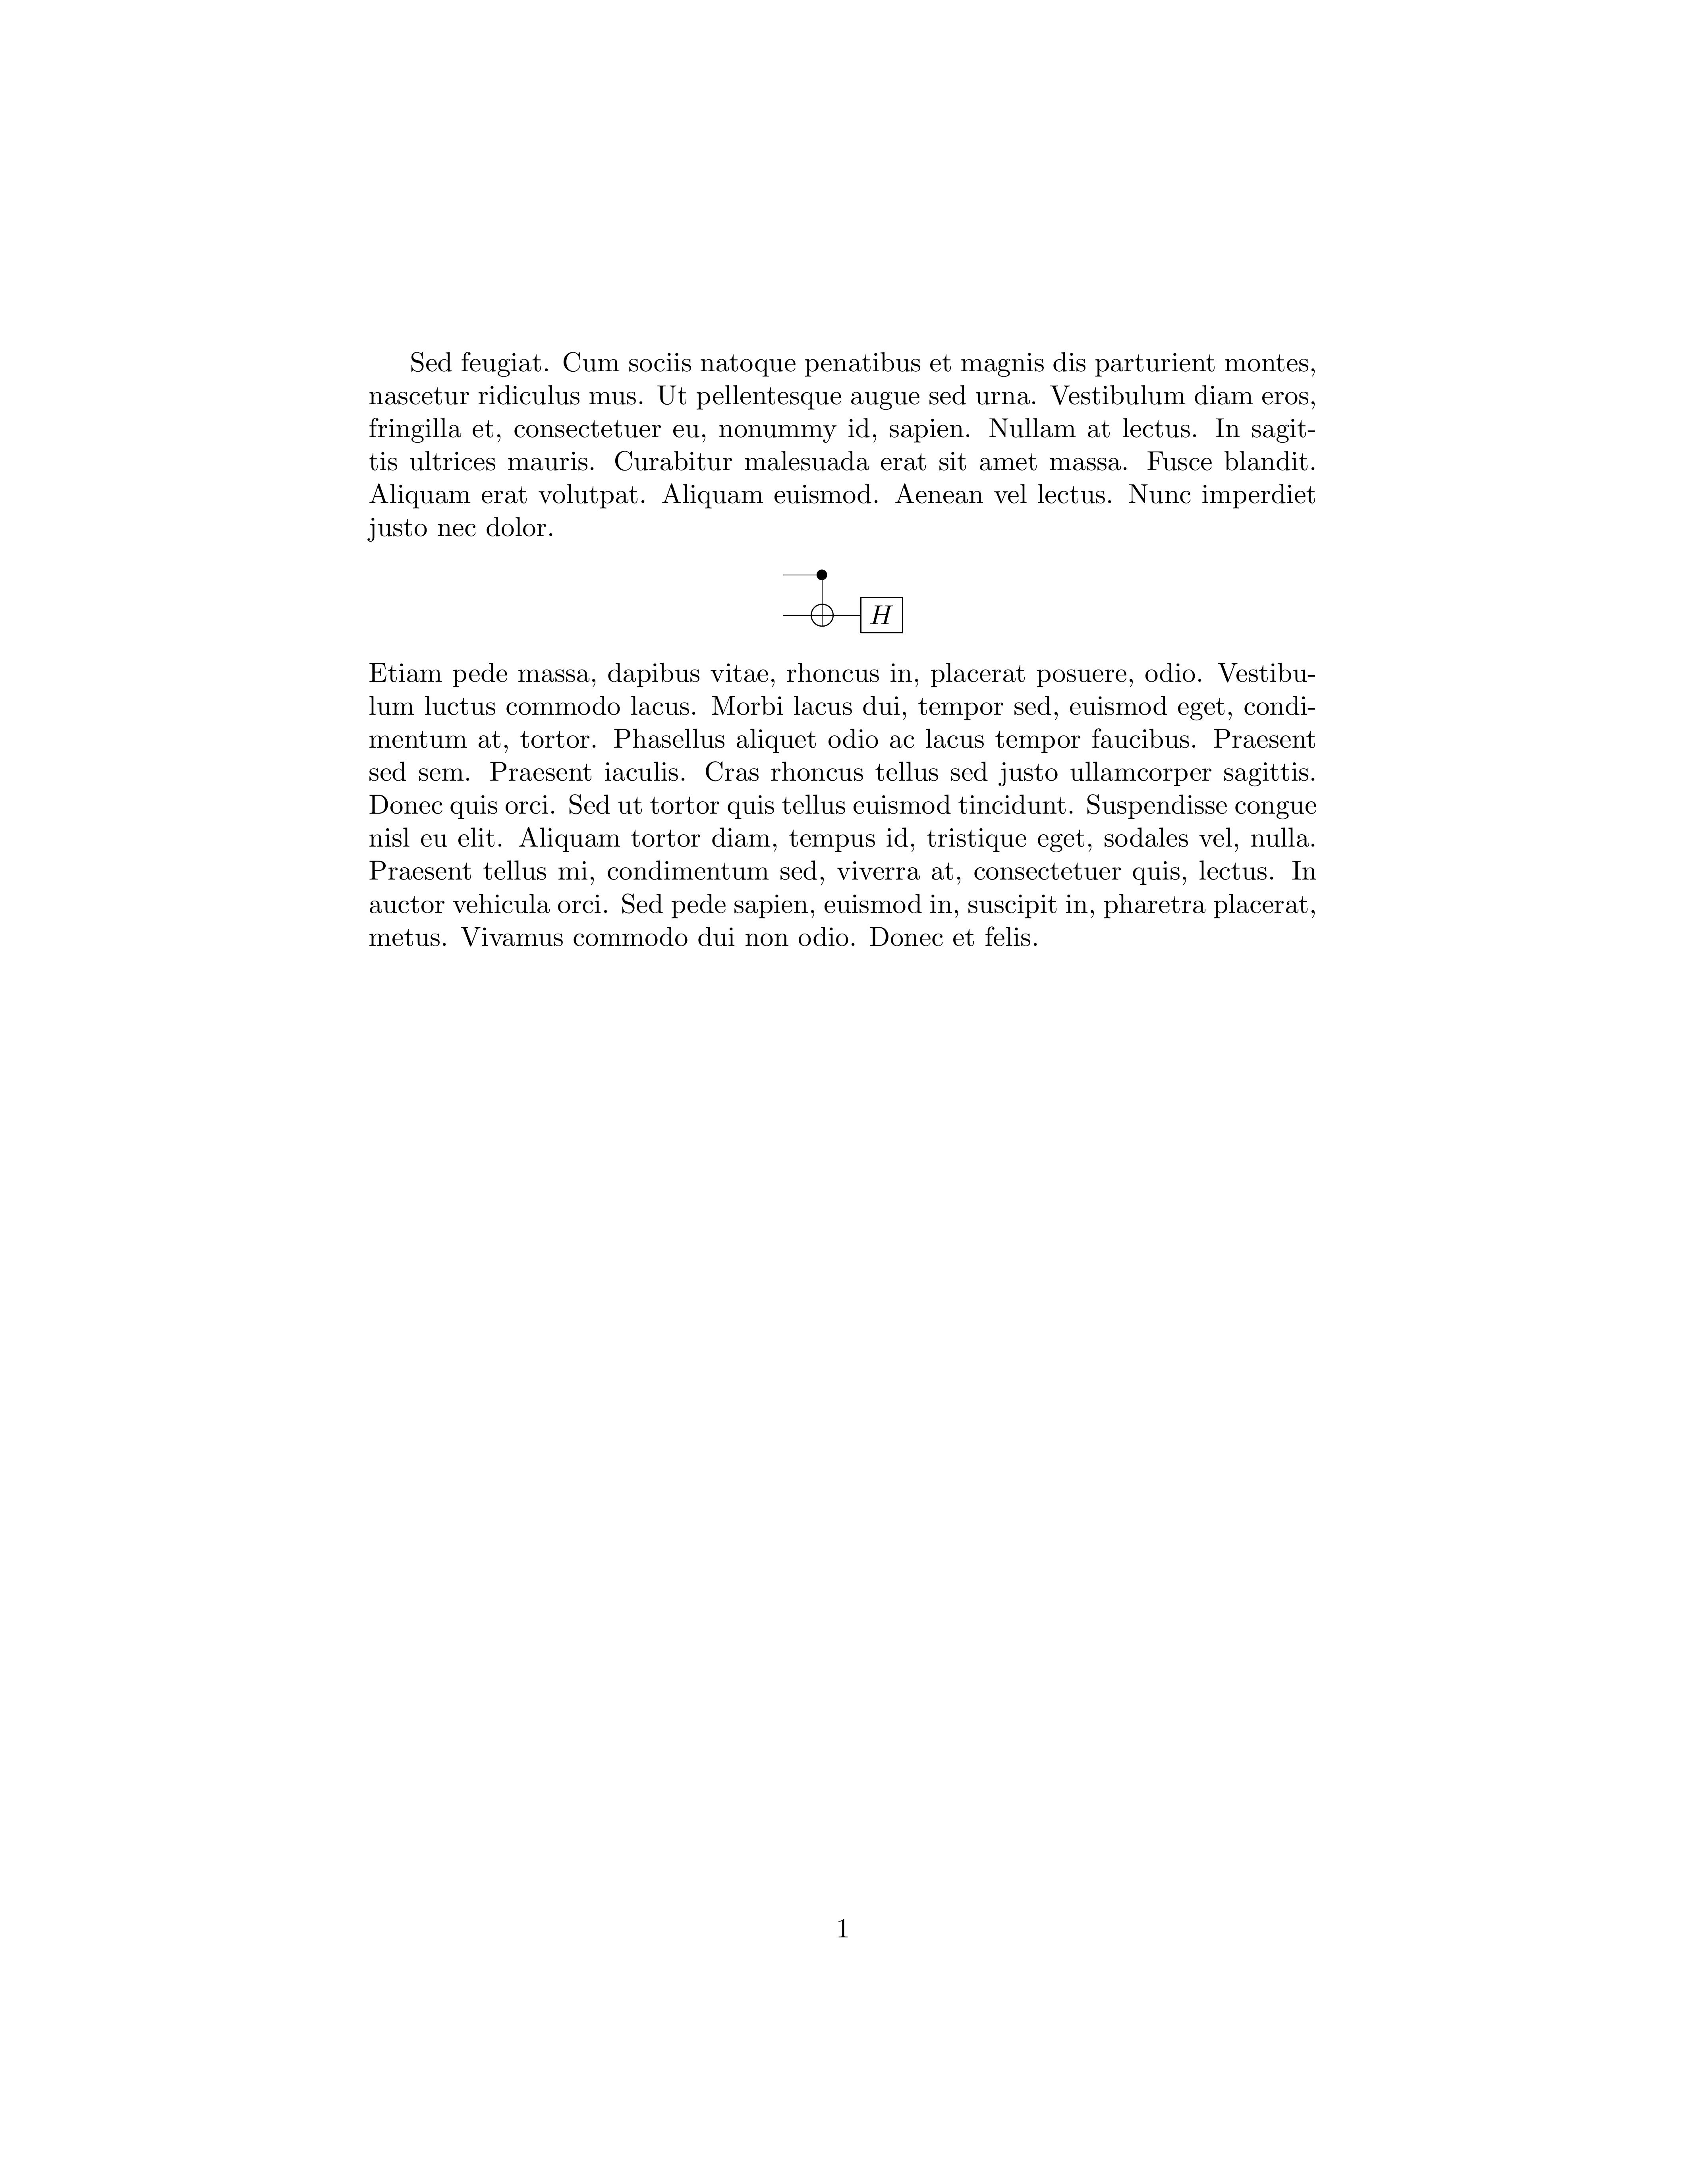 Sed feugiat. Cum sociis natoque penatibus et magnis dis parturient montes,
nascetur ridiculus mus. Ut pellentesque augue sed urna. Vestibulum diam eros,
fringilla et, consectetuer eu, nonummy id, sapien. Nullam at lectus. In sagit-
tis ultrices mauris. Curabitur malesuada erat sit amet massa. Fusce blandit.
Aliquam erat volutpat. Aliquam euismod. Aenean vel lectus. Nunc imperdiet
justo nec dolor.
H
Etiam pede massa, dapibus vitae, rhoncus in, placerat posuere, odio. Vestibu-
lum luctus commodo lacus. Morbi lacus dui, tempor sed, euismod eget, condi-
mentum at, tortor. Phasellus aliquet odio ac lacus tempor faucibus. Praesent
sed sem. Praesent iaculis. Cras rhoncus tellus sed justo ullamcorper sagittis.
Donec quis orci. Sed ut tortor quis tellus euismod tincidunt. Suspendisse congue
nisl eu elit. Aliquam tortor diam, tempus id, tristique eget, sodales vel, nulla.
Praesent tellus mi, condimentum sed, viverra at, consectetuer quis, lectus. In
auctor vehicula orci. Sed pede sapien, euismod in, suscipit in, pharetra placerat,
metus. Vivamus commodo dui non odio. Donec et felis.
1